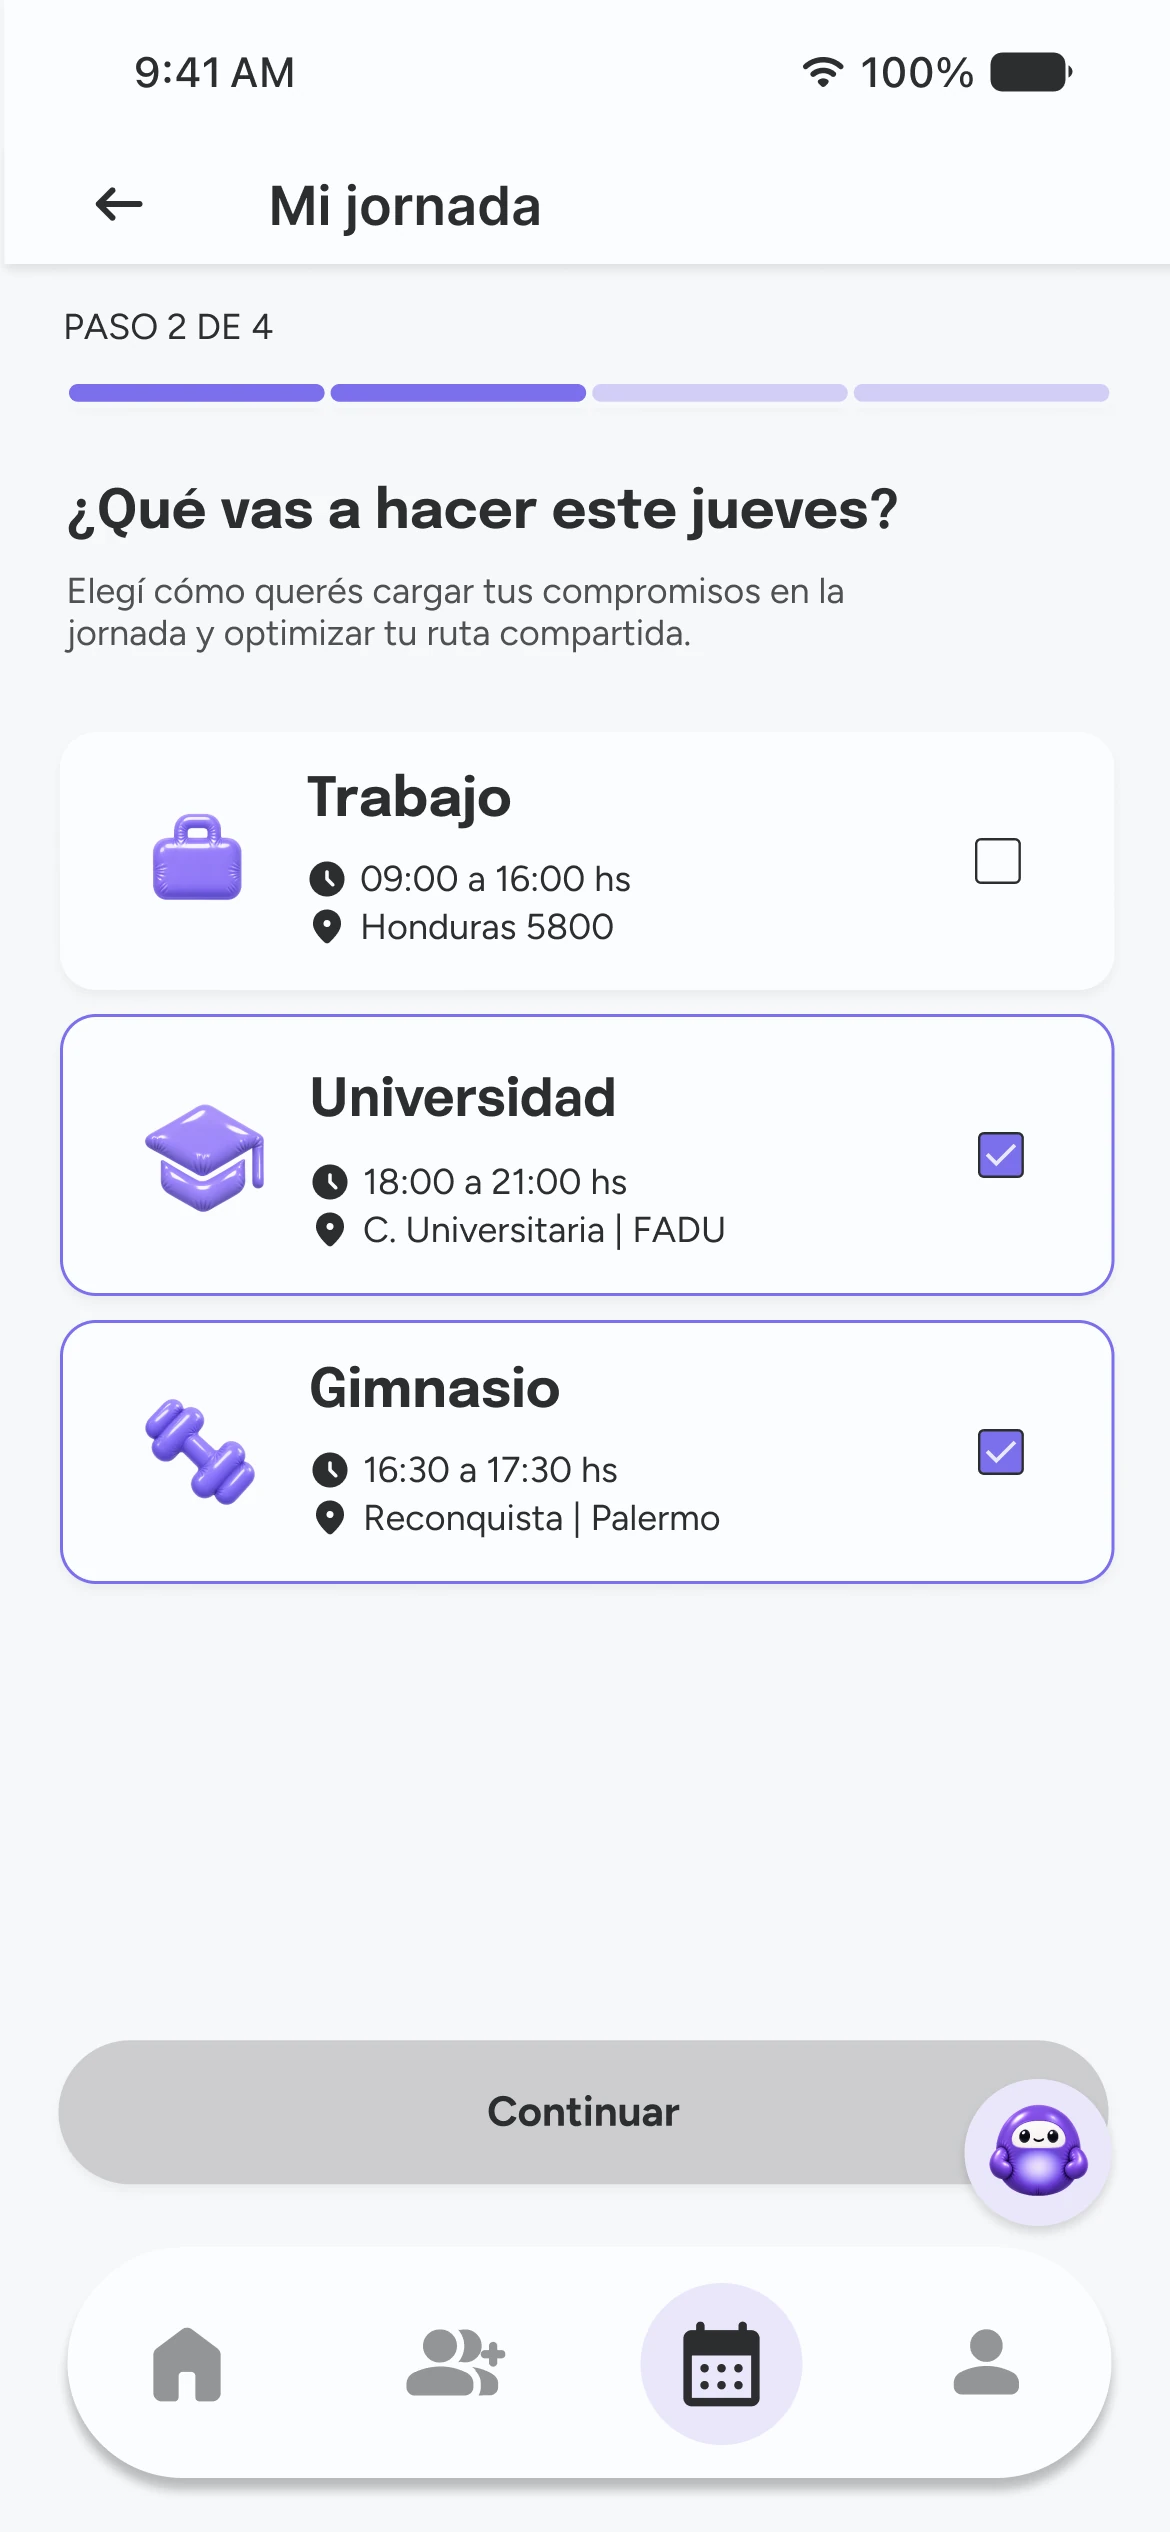 9:41 AM
100%
Mi jornada
PASO 2 DE 4
¿Qué vas a hacer este jueves?
Elegí cómo querés cargar tus compromisos en la
jornada y optimizar tu ruta compartida.
Trabajo
09:00 a 16:00 hs
Honduras 5800
Universidad
18:00 a 21:00 hs
C. Universitaria | FADU
Gimnasio
16:30 a 17:30 hs
Reconquista | Palermo
Continuar